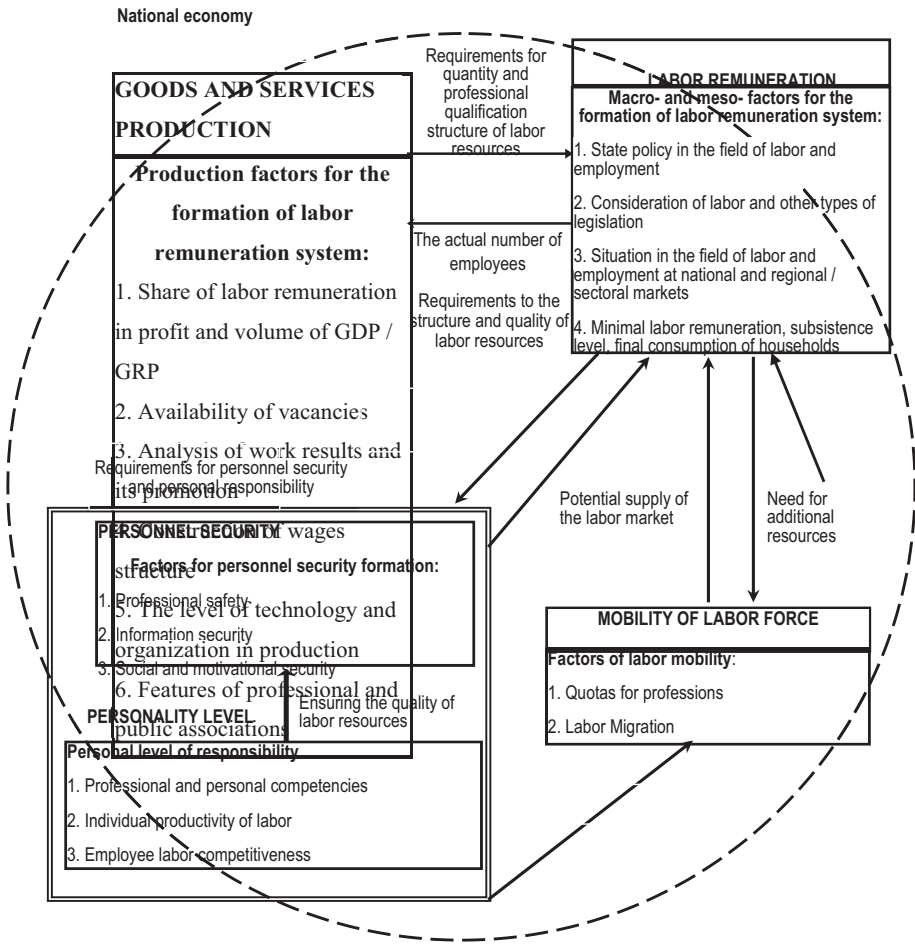 National economy
GOODS AND SERVICES
PRODUCTION
Production factors for the
formation of labor
remuneration system:
1. Share of labor remuneration
in profit and volume of GDP /
GRP
2. Availability of vacancies
3. Analysis of work results and
its promotion
4. Construction of wages
structure
5. The level of technology and
organization in production
6. Features of professional and
public associations
Requirements for
quantity and
professional
qualification
structure of labor
resources
The actual number of
employees
Requirements to the
structure and quality of
labor resources
LABOR REMUNERATION
Macro- and meso- factors for the
formation of labor remuneration system:
1. State policy in the field of labor and
employment
2. Consideration of labor and other types of
legislation
3. Situation in the field of labor and
employment at national and regional /
sectoral markets
4. Minimal labor remuneration, subsistence
level, final consumption of households
Requirements for personnel security
and personal responsibility
PERSONNEL SECURITY
Factors for personnel security formation:
1. Professional safety
2. Information security
3. Social and motivational security
Ensuring the quality of
labor resources
PERSONALITY LEVEL
Personal level of responsibility
1. Professional and personal competencies
2. Individual productivity of labor
3. Employee labor competitiveness
Potential supply of
the labor market
Need for
additional
resources
MOBILITY OF LABOR FORCE
Factors of labor mobility:
1. Quotas for professions
2. Labor Migration